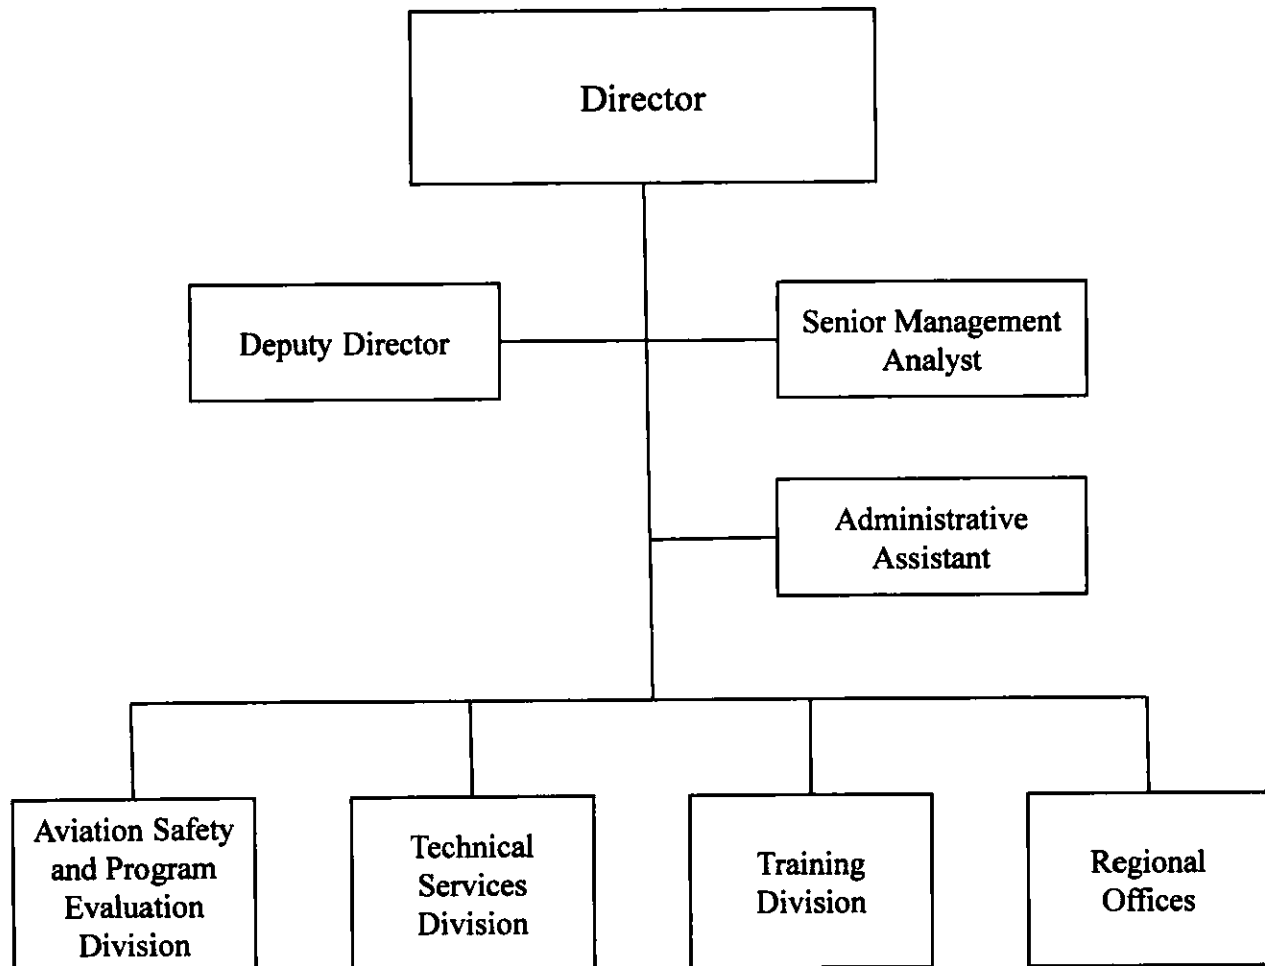 Director
Deputy Director
Senior Management
Analyst
Administrative
Assistant
Aviation Safety
and Program
Evaluation
Division
Technical
Services
Division
Training
Division
Regional
Offices